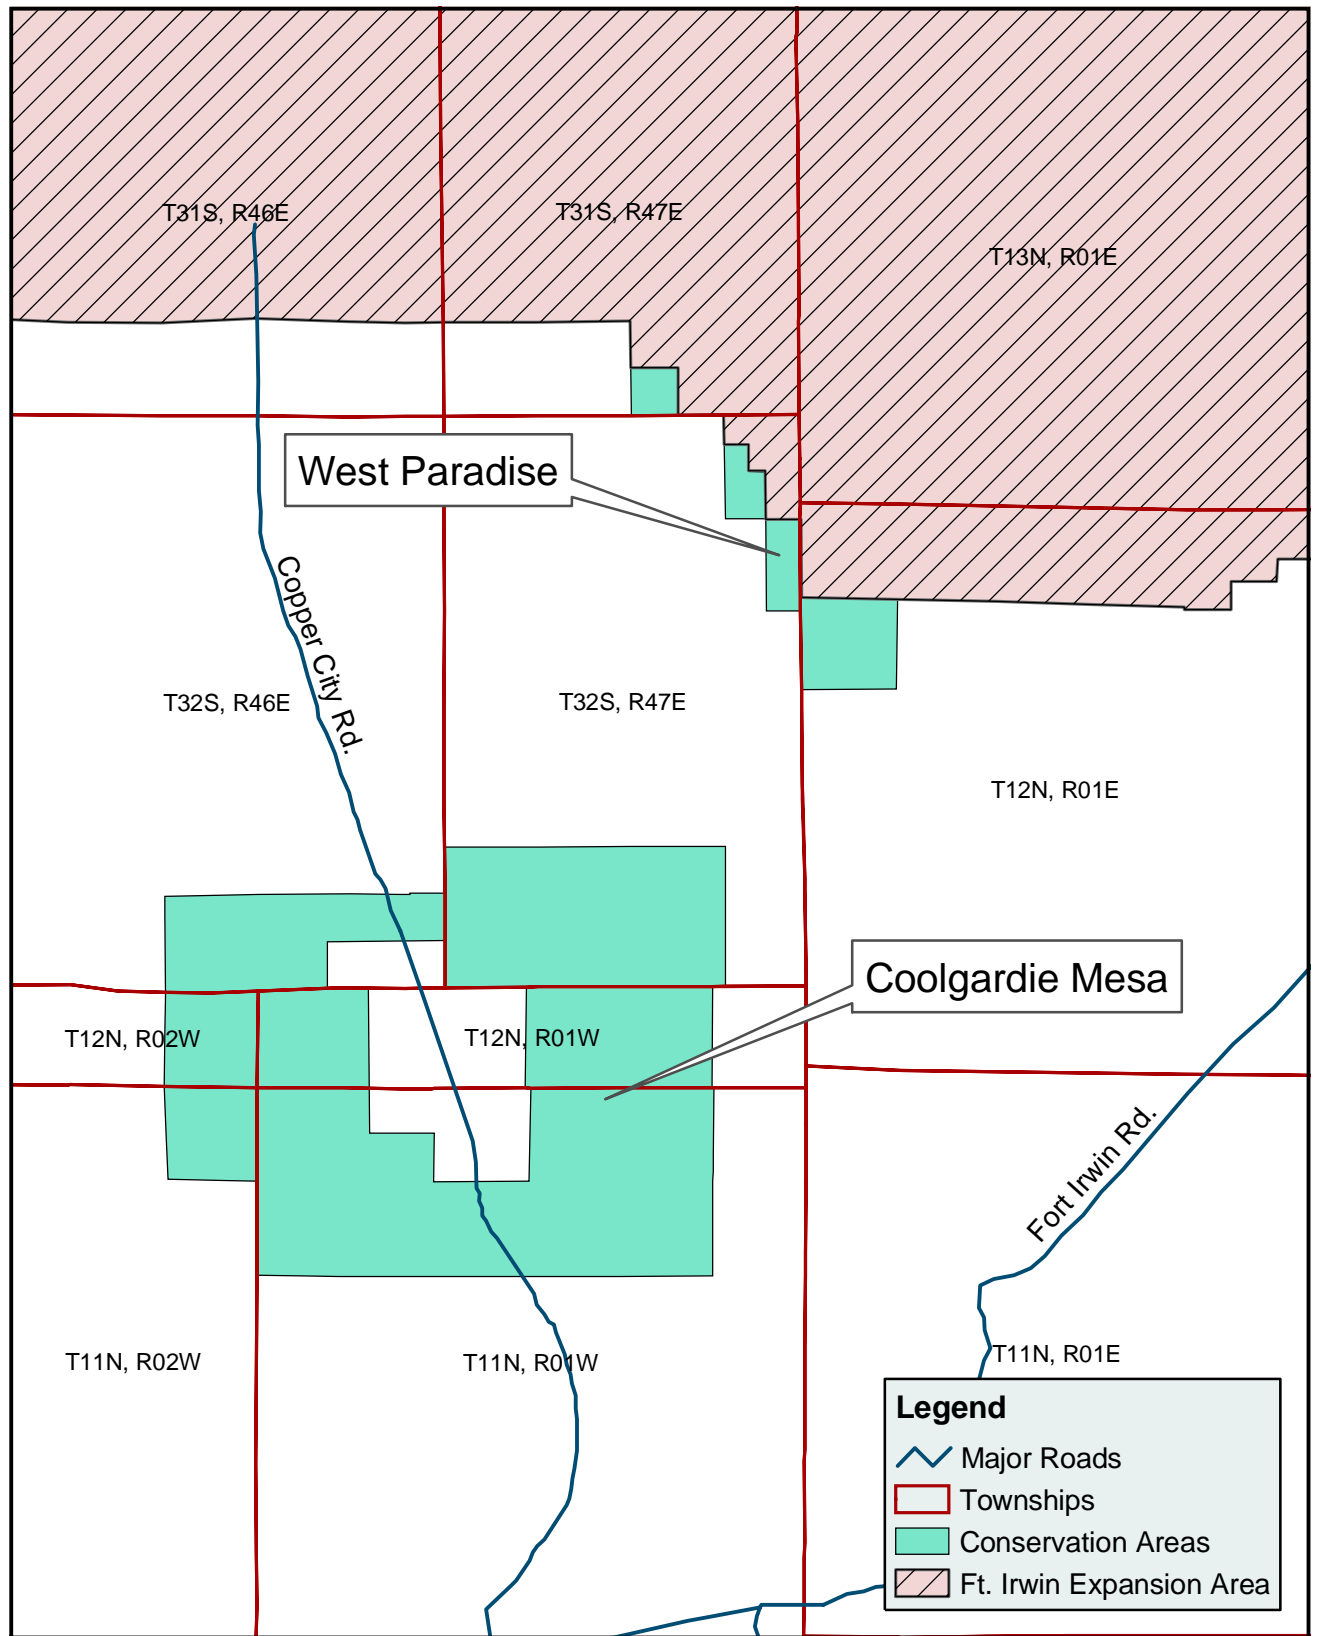 T31S, R46E
T31S, R47E
T13N, R01E
West Paradise
Copper City Rd.
T32S, R46E
T32S, R47E
T12N, R01E
Coolgardie Mesa
T12N, R02W
T12N, R01W
Fort Irwin Rd.
T11N, R02W
T11N, R01W
T11N, R01E
Legend
Major Roads
Townships
Conservation Areas
Ft. Irwin Expansion Area